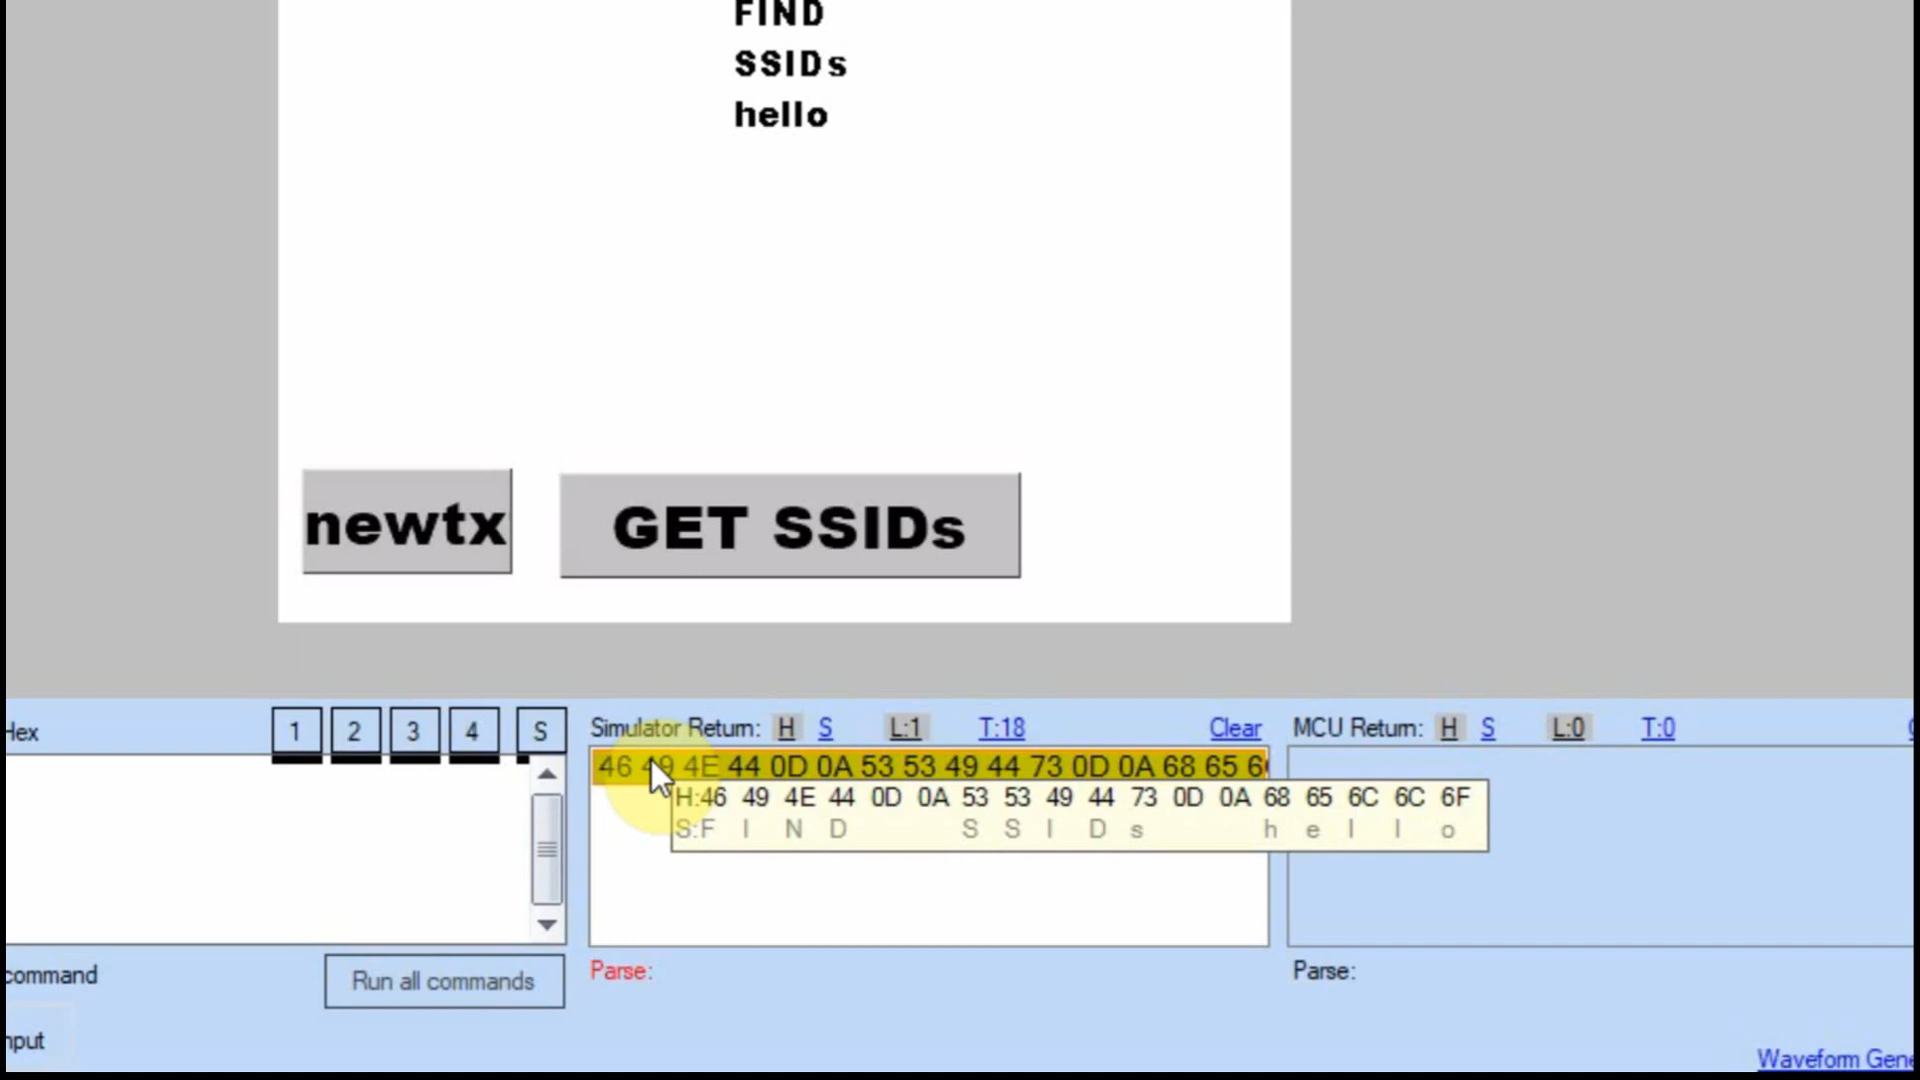 FIND
SSIDs
hello
newtx
GET SSIDs
Hex
1 2 3 4 S
Simulator Return: H S L:1 T:18 Clear
MCU Return: H S L:0 T:0
46 49 4E 44 0D 0A 53 53 49 44 73 0D 0A 68 65
H:46 49 4E 44 0D 0A 53 53 49 44 73 0D 0A 68 65 6C 6C 6F
S:F I N D S S I D s h e l l o
command
Run all commands
Parse:
Parse:
nput
Waveform Gene